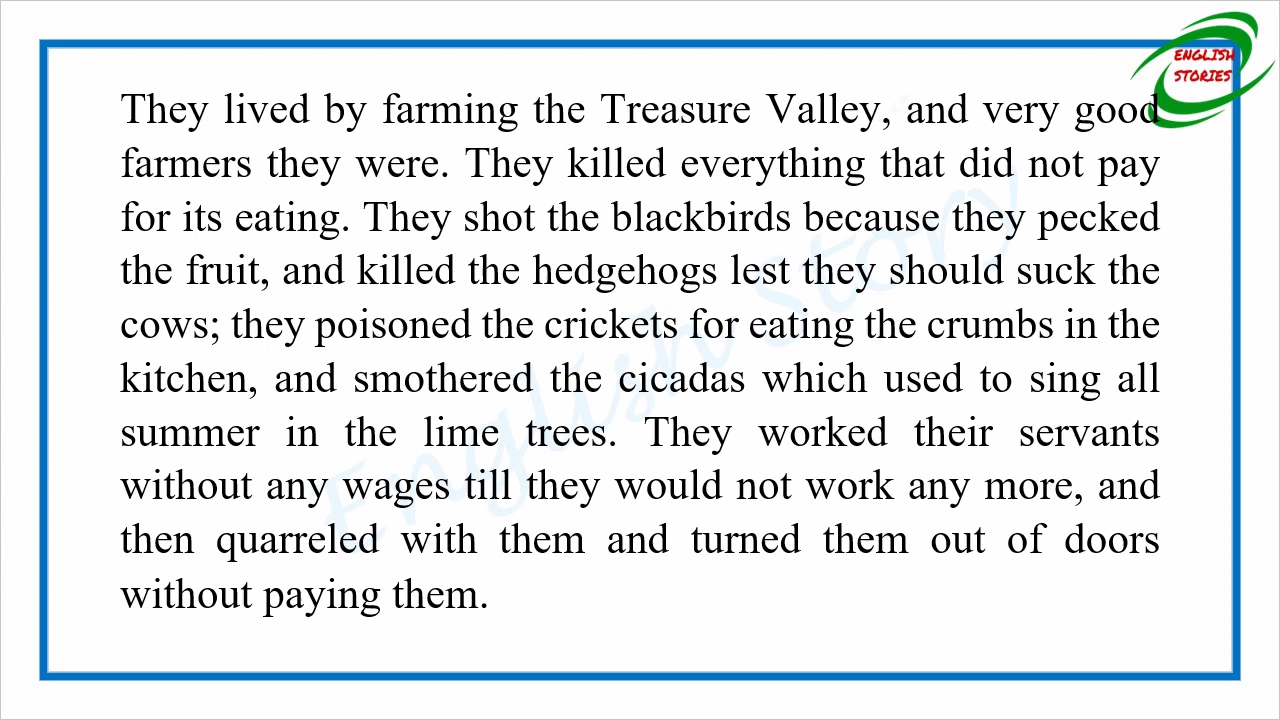 ENGLISH
STORIES
They lived by farming the Treasure Valley, and very good
farmers they were. They killed everything that did not pay
for its eating. They shot the blackbirds because they pecked
the fruit, and killed the hedgehogs lest they should suck the
cows; they poisoned the crickets for eating the crumbs in the
kitchen, and smothered the cicadas which used to sing all
summer in the lime trees. They worked their servants
without any wages till they would not work any more, and
then quarreled with them and turned them out of doors
without paying them.
English Story